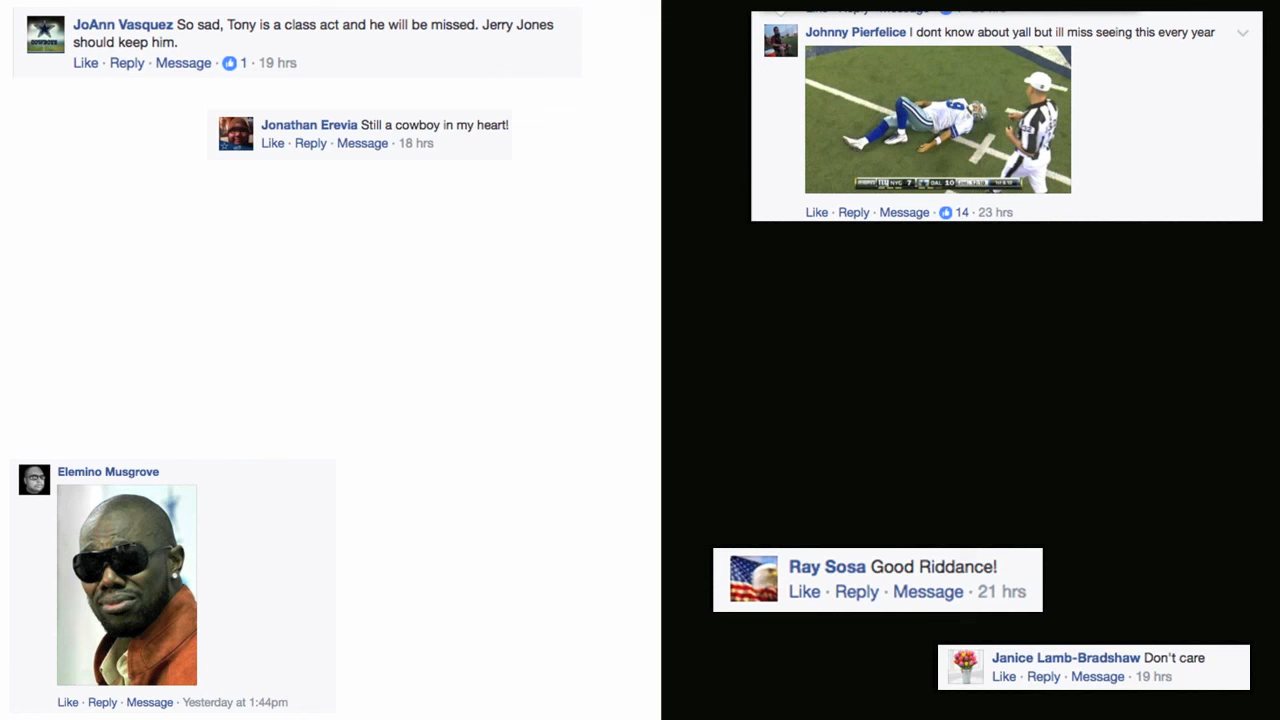 JoAnn Vasquez So sad, Tony is a class act and he will be missed. Jerry Jones
should keep him.
Like · Reply · Message · 1 · 19 hrs
Jonathan Erevia Still a cowboy in my heart!
Like · Reply · Message · 18 hrs
Elemino Musgrove
Like · Reply · Message · Yesterday at 1:44pm
Johnny Pierfelice I dont know about yall but ill miss seeing this every year
NYG 7 DAL 10
Like · Reply · Message · 14 · 23 hrs
Ray Sosa Good Riddance!
Like · Reply · Message · 21 hrs
Janice Lamb-Bradshaw Don't care
Like · Reply · Message · 19 hrs